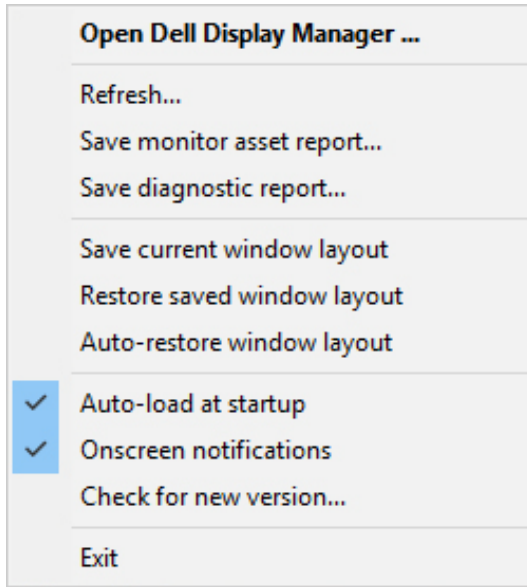 Open Dell Display Manager ...
Refresh...
Save monitor asset report...
Save diagnostic report...
Save current window layout
Restore saved window layout
Auto-restore window layout
Auto-load at startup
Onscreen notifications
Check for new version...
Exit